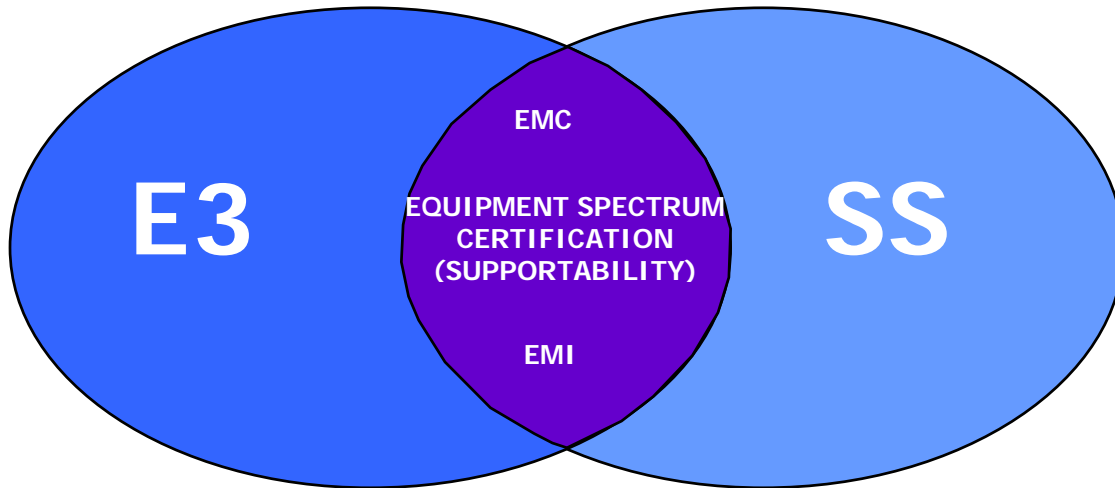 EMC
E3
EQUIPMENT SPECTRUM
CERTIFICATION
(SUPPORTABILITY)
SS
EMI